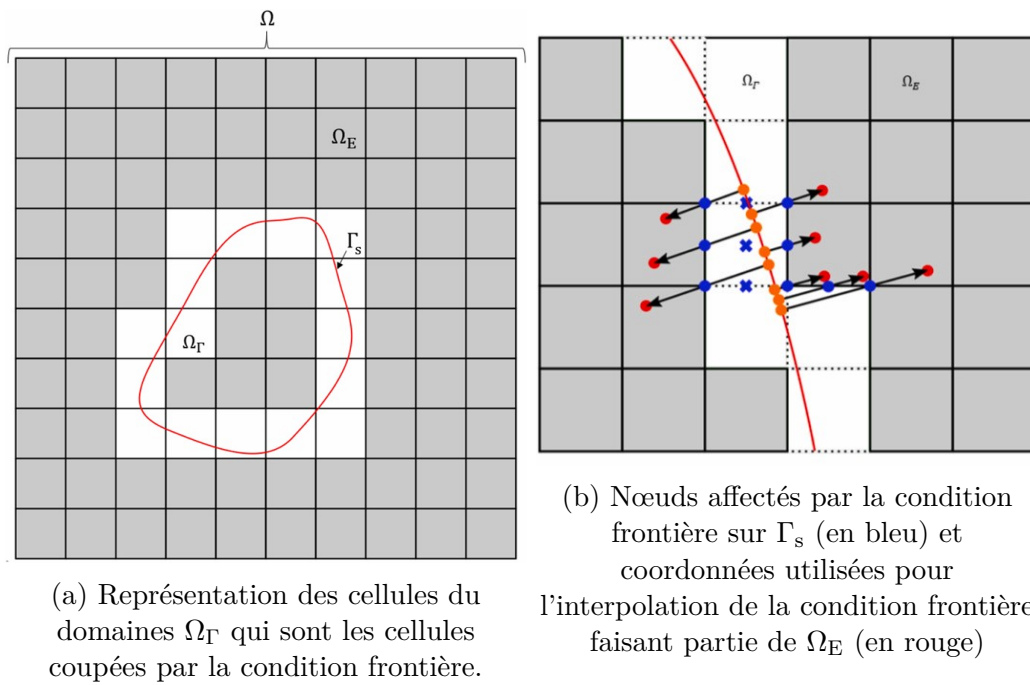 Ω
Ω_E
Γ_s
Ω_Γ
(a) Représentation des cellules du
domaines Ω_Γ qui sont les cellules
coupées par la condition frontière.
Ω_Γ
Ω_E
(b) Nœuds affectés par la condition
frontière sur Γ_s (en bleu) et
coordonnées utilisées pour
l'interpolation de la condition frontière
faisant partie de Ω_E (en rouge)